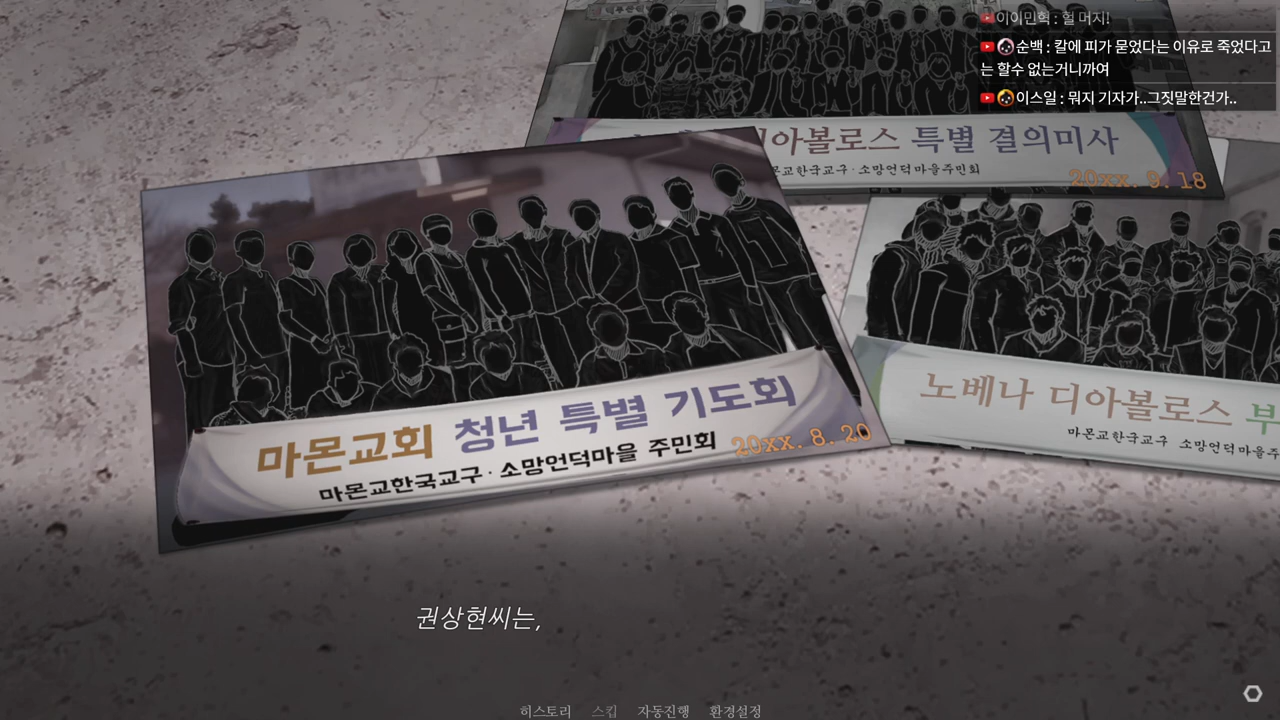 이이민혁 : 헐 머지!
순백 : 칼에 피가 묻었다는 이유로 죽었다고
는 할수 없는거니까여
이스일 : 뭐지 기자가..그짓말한건가..
디아볼로스 특별 결의미사
몬교한국교구 · 소망언덕마을주민회
20xx. 9. 18
마몬교회 청년 특별 기도회
마몬교한국교구 · 소망언덕마을 주민회
20xx. 8. 20
노베나 디아볼로스 부
마몬교한국교구 소망언덕마을주
권상현씨는,
히스토리 스킵 자동진행 환경설정